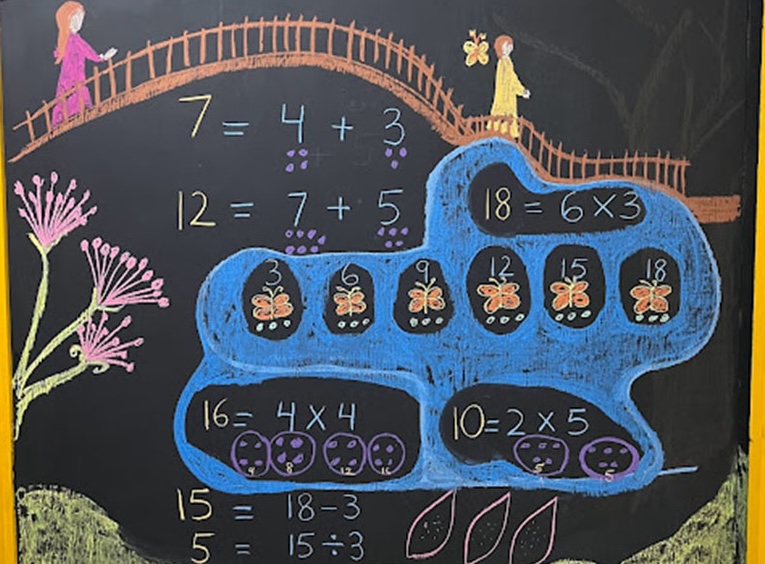 7 = 4 + 3
12 = 7 + 5
18 = 6 × 3
3 6 9 12 15 18
16 = 4 × 4
4 8 12 16
10 = 2 × 5
5 5
15 = 18 - 3
5 = 15 ÷ 3